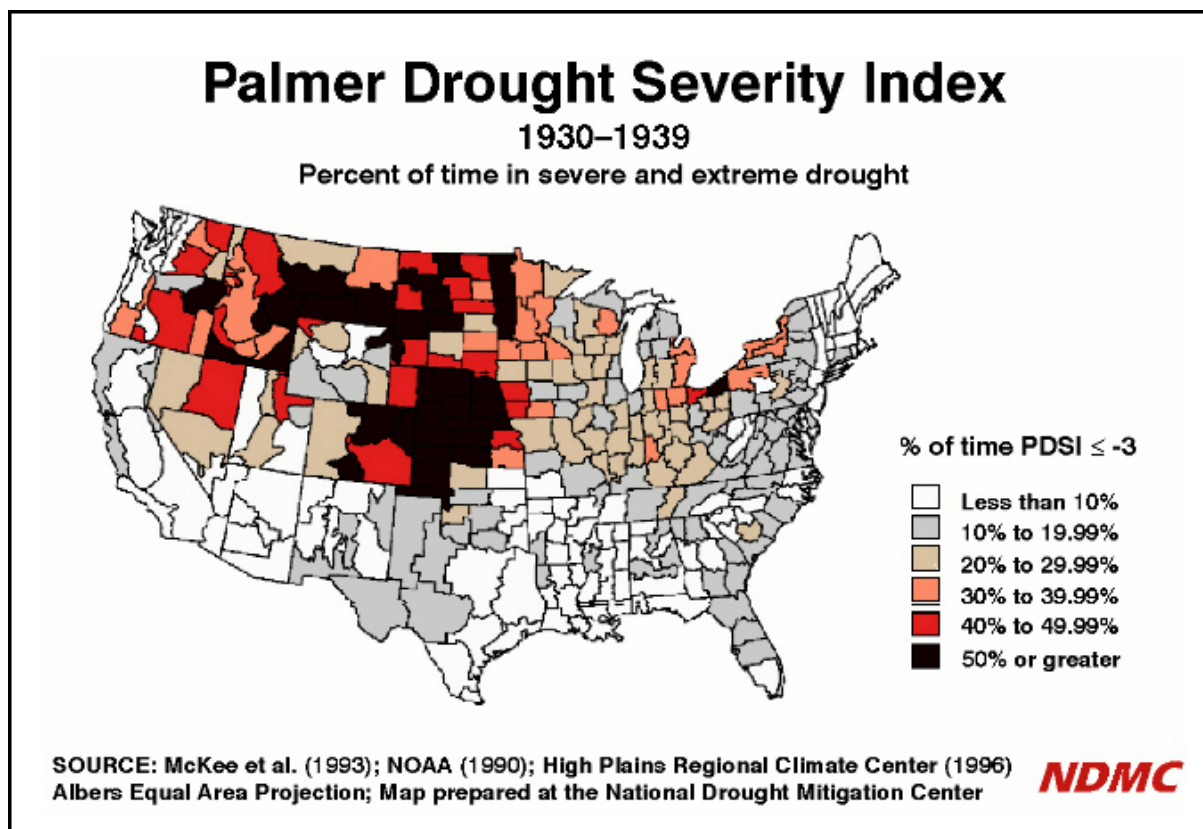 Palmer Drought Severity Index
1930–1939
Percent of time in severe and extreme drought
% of time PDSI ≤ -3
Less than 10%
10% to 19.99%
20% to 29.99%
30% to 39.99%
40% to 49.99%
50% or greater
SOURCE: McKee et al. (1993); NOAA (1990); High Plains Regional Climate Center (1996)
Albers Equal Area Projection; Map prepared at the National Drought Mitigation Center
NDMC